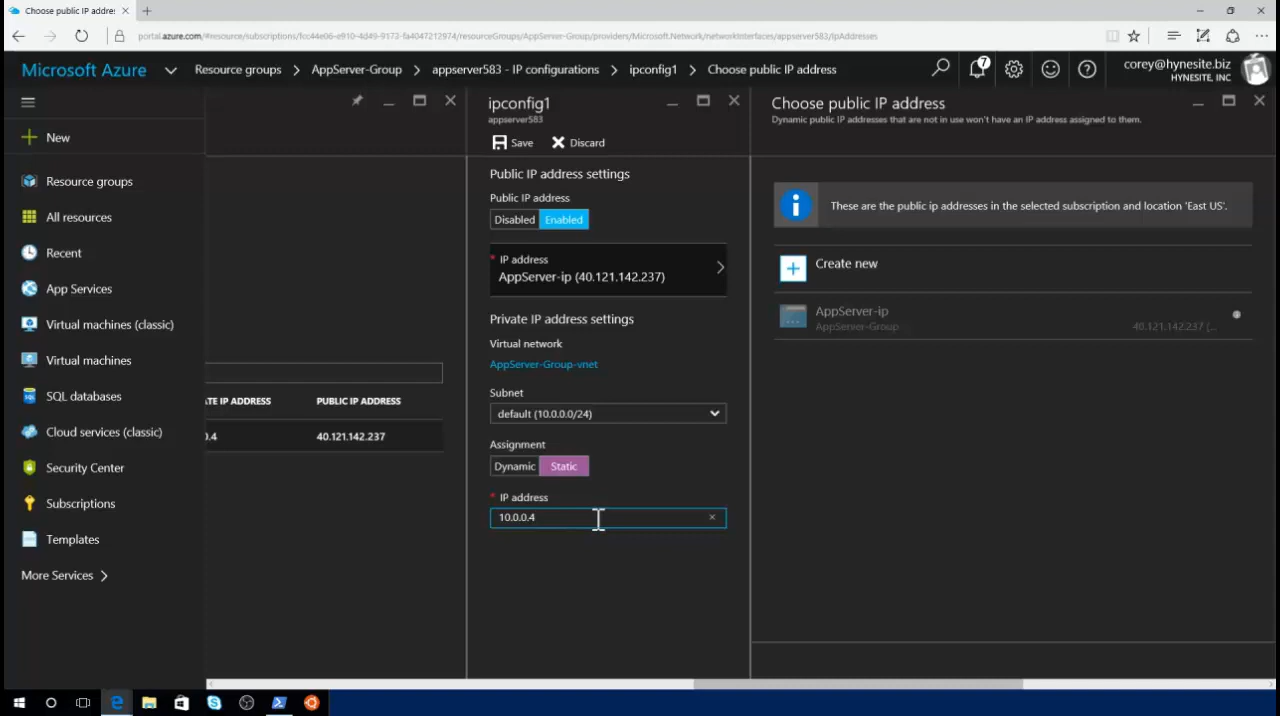 Choose public IP addre:
portal.azure.com/#resource/subscriptions/fcc44e06-e910-4d49-9173-fa4047212974/resourceGroups/AppServer-Group/providers/Microsoft.Network/networkInterfaces/appserver583/IpAddresses
Microsoft Azure
Resource groups > AppServer-Group > appserver583 - IP configurations > ipconfig1 > Choose public IP address
7
corey@hynesite.biz
HYNESITE, INC
New
Resource groups
All resources
Recent
App Services
Virtual machines (classic)
Virtual machines
SQL databases
Cloud services (classic)
Security Center
Subscriptions
Templates
More Services >
TE IP ADDRESS PUBLIC IP ADDRESS
0.4 40.121.142.237
ipconfig1
appserver583
Save Discard
Public IP address settings
Public IP address
Disabled Enabled
* IP address
AppServer-ip (40.121.142.237)
Private IP address settings
Virtual network
AppServer-Group-vnet
Subnet
default (10.0.0.0/24)
Assignment
Dynamic Static
* IP address
10.0.0.4
Choose public IP address
Dynamic public IP addresses that are not in use won't have an IP address assigned to them.
These are the public ip addresses in the selected subscription and location 'East US'.
Create new
AppServer-ip
AppServer-Group 40.121.142.237 (...